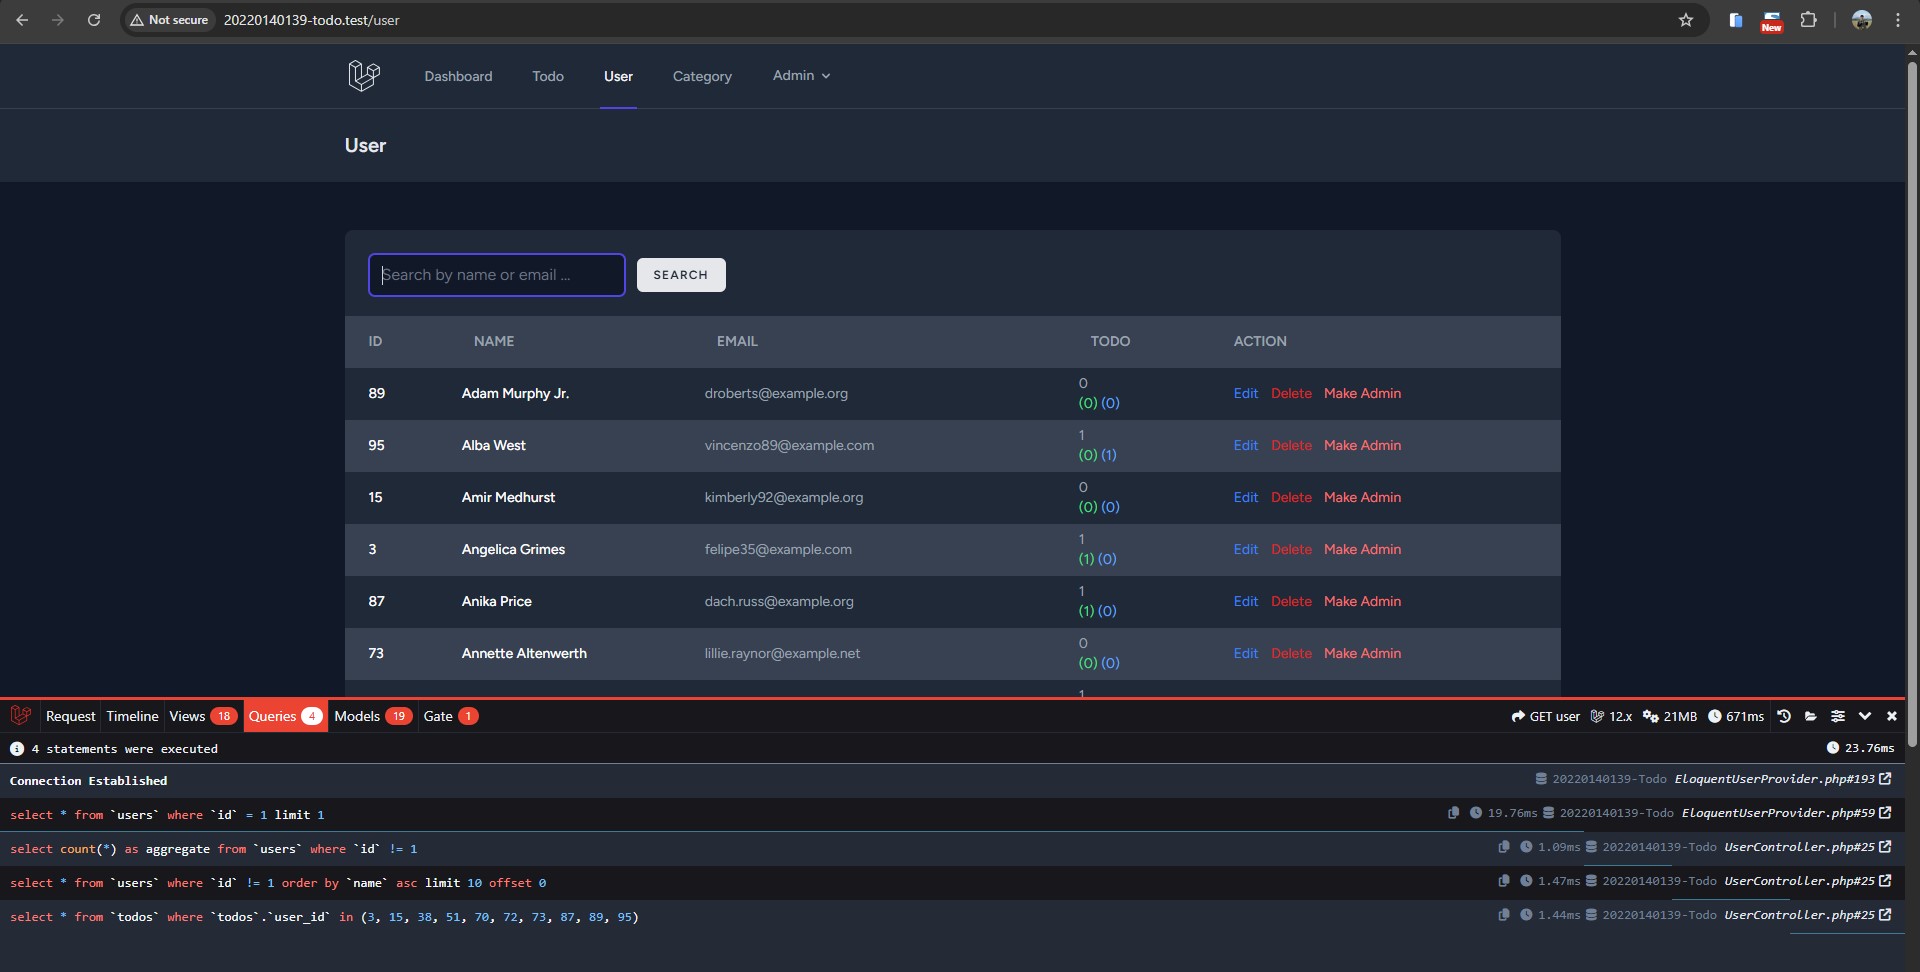 Not secure 20220140139-todo.test/user
New
Dashboard Todo User Category Admin
User
Search by name or email ... SEARCH
ID NAME EMAIL TODO ACTION
89 Adam Murphy Jr. droberts@example.org 0 (0) (0) Edit Delete Make Admin
95 Alba West vincenzo89@example.com 1 (0) (1) Edit Delete Make Admin
15 Amir Medhurst kimberly92@example.org 0 (0) (0) Edit Delete Make Admin
3 Angelica Grimes felipe35@example.com 1 (1) (0) Edit Delete Make Admin
87 Anika Price dach.russ@example.org 1 (1) (0) Edit Delete Make Admin
73 Annette Altenwerth lillie.raynor@example.net 0 (0) (0) Edit Delete Make Admin
1
Request Timeline Views 18 Queries 4 Models 19 Gate 1 GET user 12.x 21MB 671ms
4 statements were executed 23.76ms
Connection Established 20220140139-Todo EloquentUserProvider.php#193
select * from `users` where `id` = 1 limit 1 19.76ms 20220140139-Todo EloquentUserProvider.php#59
select count(*) as aggregate from `users` where `id` != 1 1.09ms 20220140139-Todo UserController.php#25
select * from `users` where `id` != 1 order by `name` asc limit 10 offset 0 1.47ms 20220140139-Todo UserController.php#25
select * from `todos` where `todos`.`user_id` in (3, 15, 38, 51, 70, 72, 73, 87, 89, 95) 1.44ms 20220140139-Todo UserController.php#25